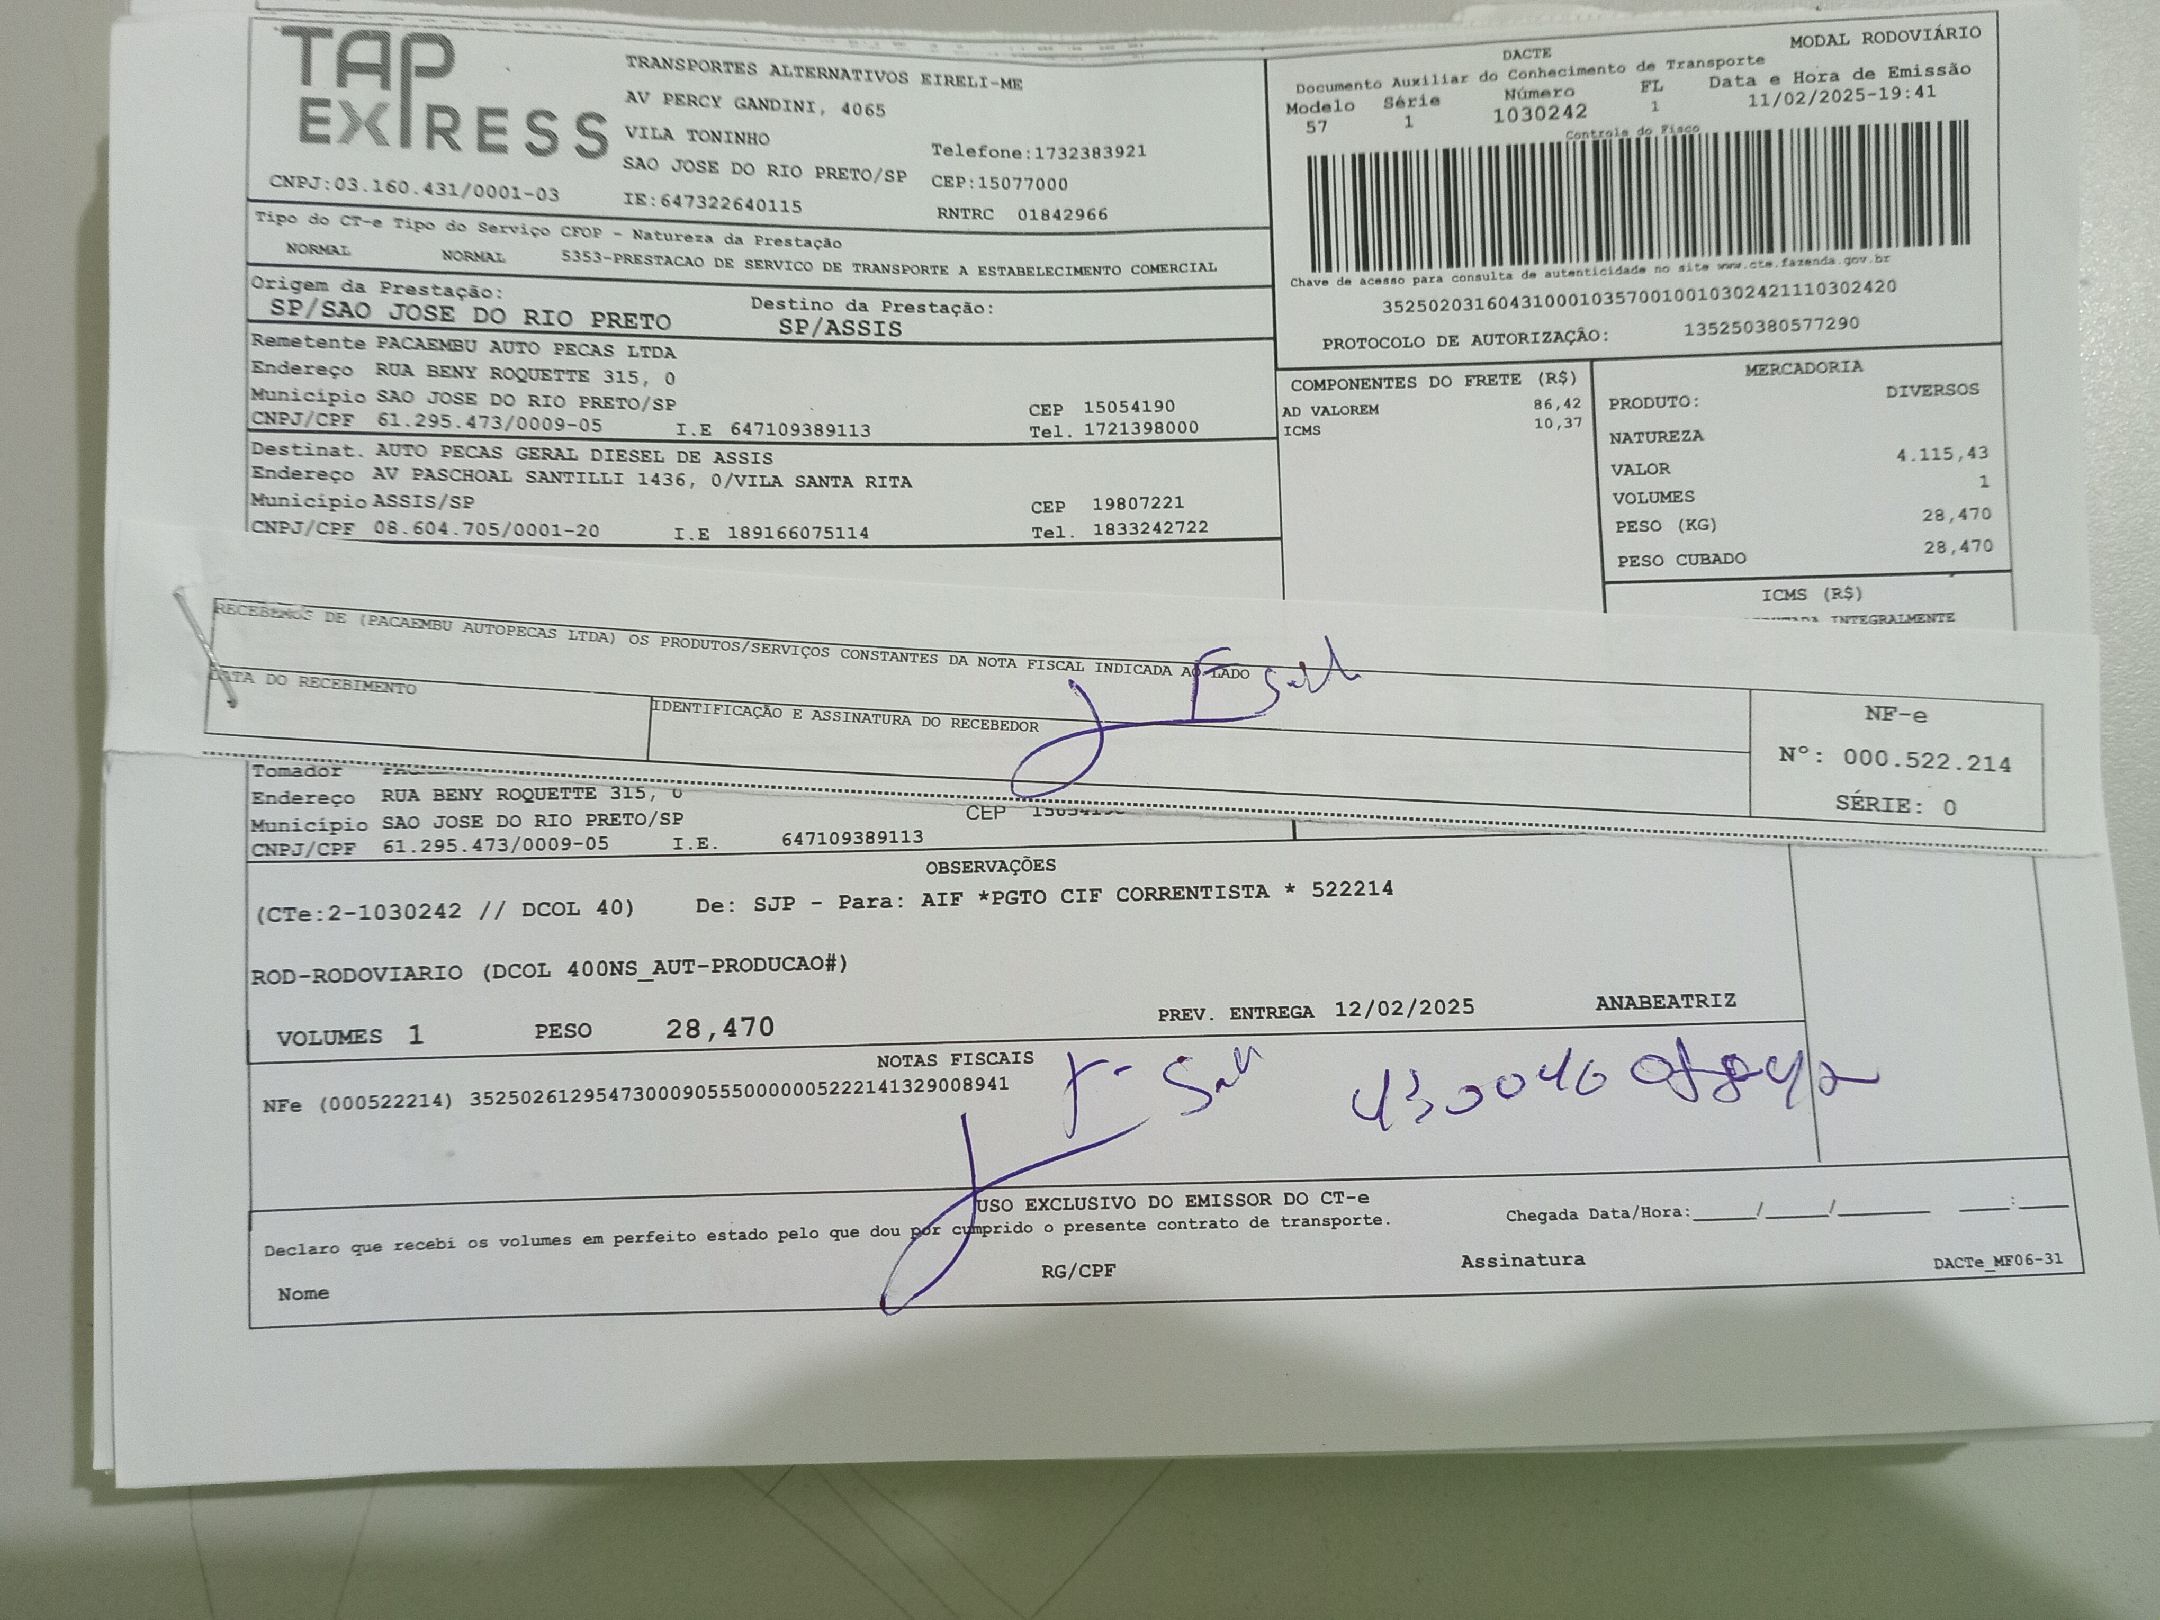 TAP EXPRESS
TRANSPORTES ALTERNATIVOS EIRELI-ME
AV PERCY GANDINI, 4065
VILA TONINHO
Telefone:1732383921
SAO JOSE DO RIO PRETO/SP CEP:15077000
CNPJ:03.160.431/0001-03 IE:647322640115 RNTRC 01842966
DACTE MODAL RODOVIÁRIO
Documento Auxiliar do Conhecimento de Transporte
Modelo Série Número FL Data e Hora de Emissão
57 1 1030242 1 11/02/2025-19:41
Controle do Fisco
Chave de acesso para consulta de autenticidade no site www.cte.fazenda.gov.br
35250203160431000103570010010302421110302420
PROTOCOLO DE AUTORIZAÇÃO: 135250380577290
Tipo do CT-e Tipo do Serviço CFOP - Natureza da Prestação
NORMAL NORMAL 5353-PRESTACAO DE SERVICO DE TRANSPORTE A ESTABELECIMENTO COMERCIAL
Origem da Prestação: Destino da Prestação:
SP/SAO JOSE DO RIO PRETO SP/ASSIS
Remetente PACAEMBU AUTO PECAS LTDA
Endereço RUA BENY ROQUETTE 315, 0
Município SAO JOSE DO RIO PRETO/SP CEP 15054190
CNPJ/CPF 61.295.473/0009-05 I.E 647109389113 Tel. 1721398000
Destinat. AUTO PECAS GERAL DIESEL DE ASSIS
Endereço AV PASCHOAL SANTILLI 1436, 0/VILA SANTA RITA
Município ASSIS/SP CEP 19807221
CNPJ/CPF 08.604.705/0001-20 I.E 189166075114 Tel. 1833242722
COMPONENTES DO FRETE (R$)
AD VALOREM 86,42
ICMS 10,37
MERCADORIA
PRODUTO: DIVERSOS
NATUREZA
VALOR 4.115,43
VOLUMES 1
PESO (KG) 28,470
PESO CUBADO 28,470
ICMS (R$)
INTEGRALMENTE
RECEBEMOS DE (PACAEMBU AUTOPECAS LTDA) OS PRODUTOS/SERVIÇOS CONSTANTES DA NOTA FISCAL INDICADA AO LADO
DATA DO RECEBIMENTO
IDENTIFICAÇÃO E ASSINATURA DO RECEBEDOR
NF-e
N°: 000.522.214
SÉRIE: 0
Tomador
Endereço RUA BENY ROQUETTE 315, 0
Município SAO JOSE DO RIO PRETO/SP CEP
CNPJ/CPF 61.295.473/0009-05 I.E. 647109389113
OBSERVAÇÕES
(CTe:2-1030242 // DCOL 40) De: SJP - Para: AIF *PGTO CIF CORRENTISTA * 522214
ROD-RODOVIARIO (DCOL 400NS_AUT-PRODUCAO#)
VOLUMES 1 PESO 28,470 PREV. ENTREGA 12/02/2025 ANABEATRIZ
NOTAS FISCAIS
NFe (000522214) 35250261295473000905550000005222141329008941
USO EXCLUSIVO DO EMISSOR DO CT-e
Declaro que recebi os volumes em perfeito estado pelo que dou por cumprido o presente contrato de transporte.
Chegada Data/Hora:_____/_____/_______ ____:____
Nome RG/CPF Assinatura DACTe_MF06-31